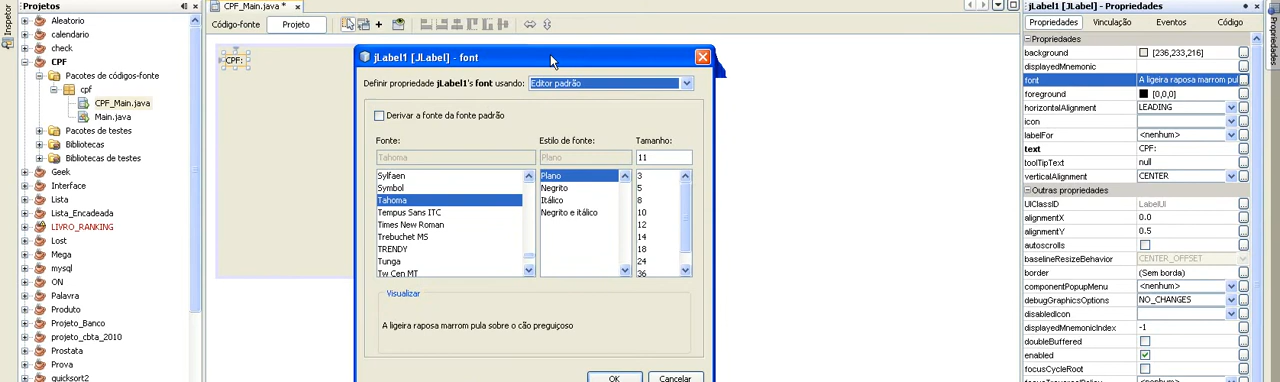 Inspetor
Projetos
Aleatorio
calendario
check
CPF
Pacotes de códigos-fonte
cpf
CPF_Main.java
Main.java
Pacotes de testes
Bibliotecas
Bibliotecas de testes
Geek
Interface
Lista
Lista_Encadeada
LIVRO_RANKING
Lost
Mega
mysql
ON
Palavra
Produto
Projeto_Banco
projeto_cbta_2010
Prostata
Prova
quicksort2
CPF_Main.java *
Código-fonte
Projeto
CPF:
jLabel1 [JLabel] - font
Definir propriedade jLabel1's font usando:
Editor padrão
Derivar a fonte da fonte padrão
Fonte:
Estilo de fonte:
Tamanho:
Tahoma
Plano
11
Sylfaen
Symbol
Tahoma
Tempus Sans ITC
Times New Roman
Trebuchet MS
TRENDY
Tunga
Tw Cen MT
Plano
Negrito
Itálico
Negrito e itálico
3
5
8
10
12
14
18
24
36
Visualizar
A ligeira raposa marrom pula sobre o cão preguiçoso
OK
Cancelar
jLabel1 [JLabel] - Propriedades
Propriedades
Vinculação
Eventos
Código
Propriedades
background [236,233,216]
displayedMnemonic
font A ligeira raposa marrom pul
foreground [0,0,0]
horizontalAlignment LEADING
icon
labelFor <nenhum>
text CPF:
toolTipText null
verticalAlignment CENTER
Outras propriedades
UIClassID LabelUI
alignmentX 0.0
alignmentY 0.5
autoscrolls
baselineResizeBehavior CENTER_OFFSET
border (Sem borda)
componentPopupMenu <nenhum>
debugGraphicsOptions NO_CHANGES
disabledIcon
displayedMnemonicIndex -1
doubleBuffered
enabled
focusCycleRoot
Propriedades